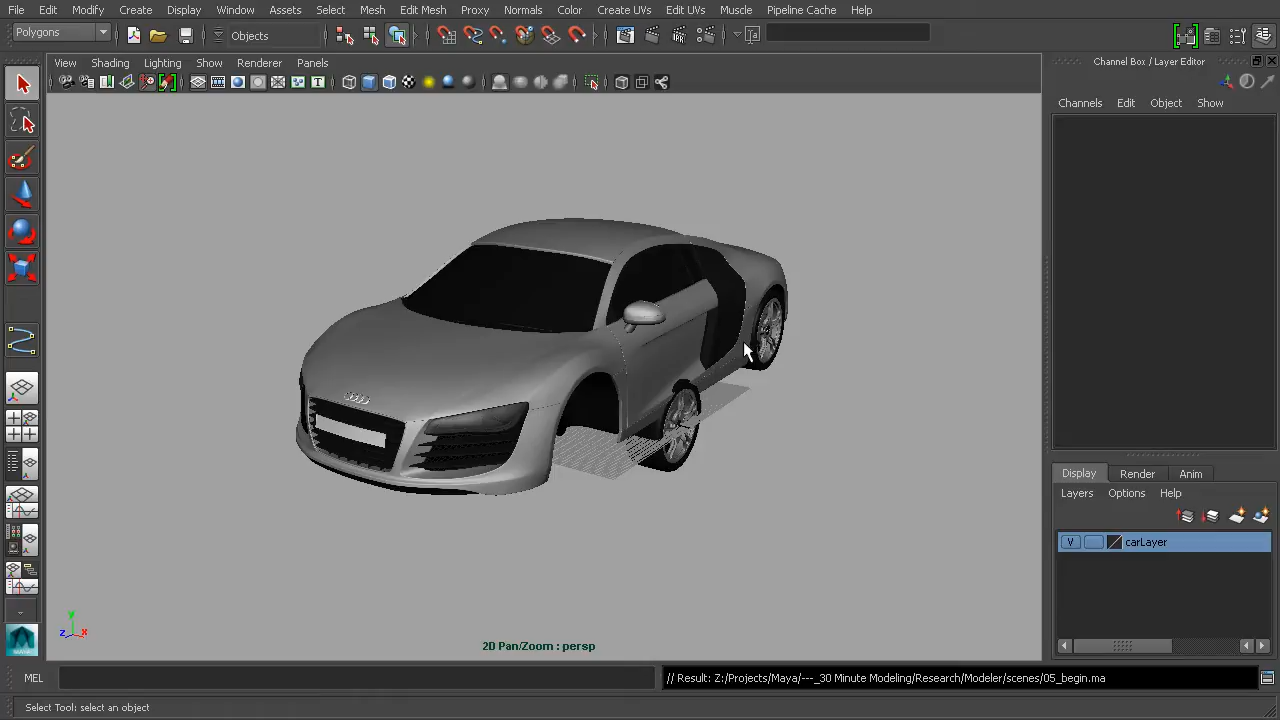 File Edit Modify Create Display Window Assets Select Mesh Edit Mesh Proxy Normals Color Create UVs Edit UVs Muscle Pipeline Cache Help
Polygons
Objects
View Shading Lighting Show Renderer Panels
Channel Box / Layer Editor
Channels Edit Object Show
T
2D Pan/Zoom : persp
y
z x
Display Render Anim
Layers Options Help
V carLayer
MEL
// Result: Z:/Projects/Maya/---_30 Minute Modeling/Research/Modeler/scenes/05_begin.ma
Select Tool: select an object